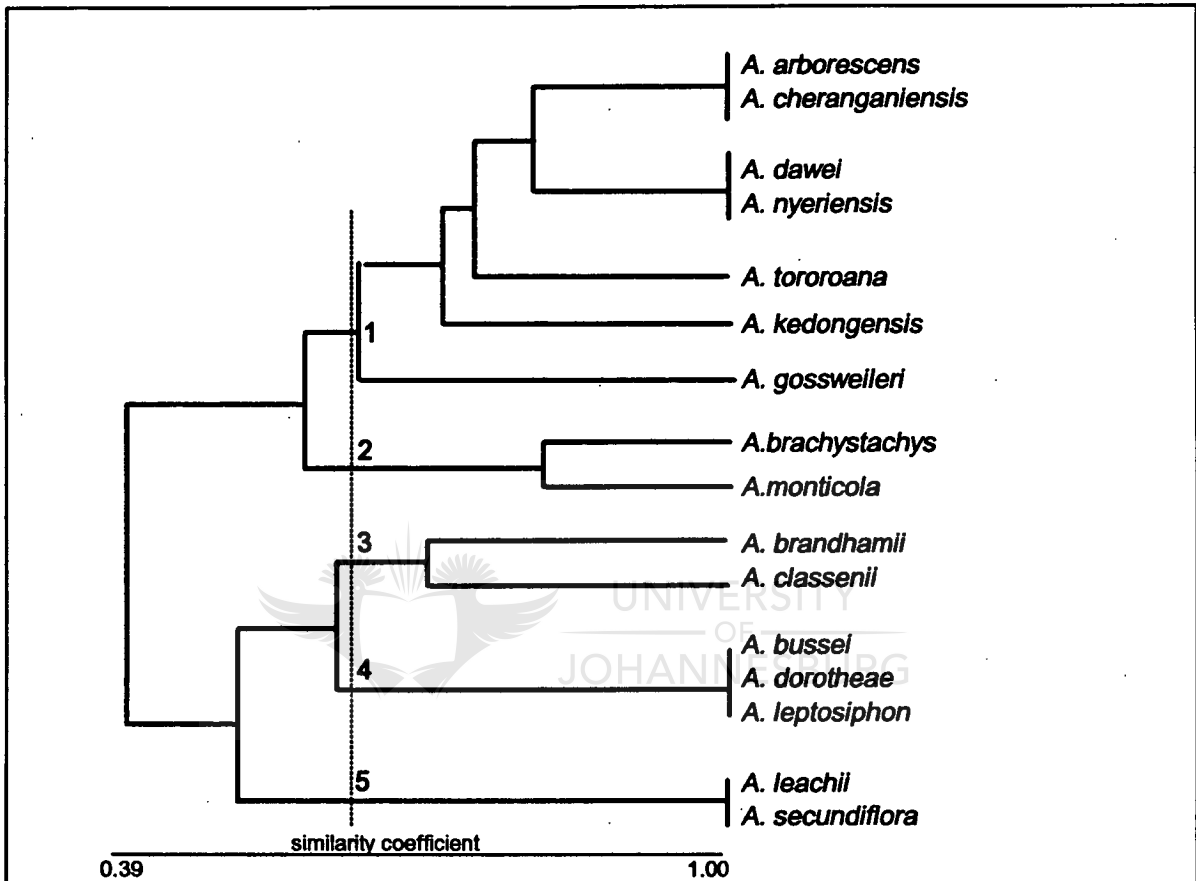 A. arborescens
A. cheranganiensis
A. dawei
A. nyeriensis
A. tororoana
A. kedongensis
1
A. gossweileri
2
A.brachystachys
A.monticola
3
A. brandhamii
A. classenii
UNIVERSITY
OF
JOHANNESBURG
A. bussei
4
A. dorotheae
A. leptosiphon
5
A. leachii
A. secundiflora
similarity coefficient
0.39 1.00